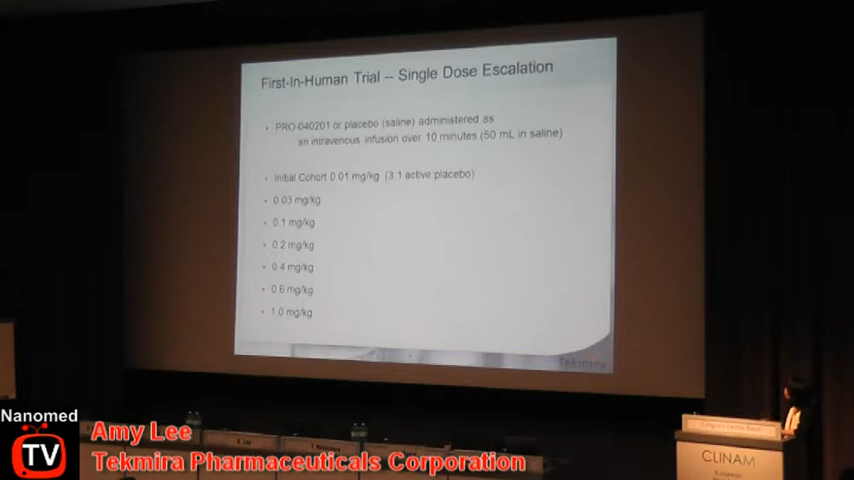 First-In-Human Trial -- Single Dose Escalation
• PRO-040201 or placebo (saline) administered as
an intravenous infusion over 10 minutes (50 mL in saline)
• Initial Cohort 0.01 mg/kg (3:1 active:placebo)
• 0.03 mg/kg
• 0.1 mg/kg
• 0.2 mg/kg
• 0.4 mg/kg
• 0.6 mg/kg
• 1.0 mg/kg
Tekmira
Nanomed
TV
Amy Lee
Tekmira Pharmaceuticals Corporation
CLINAM